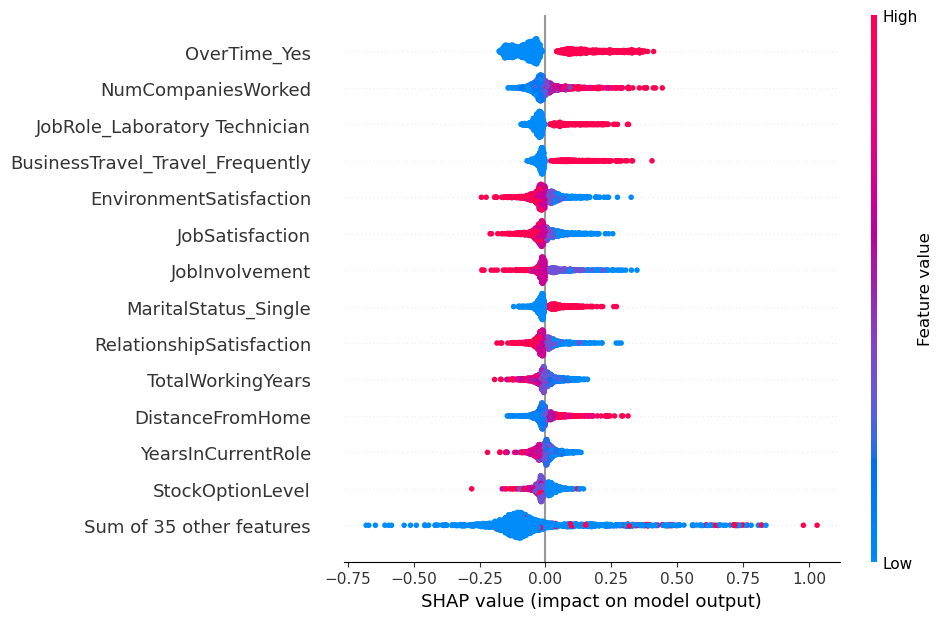 High
OverTime_Yes
NumCompaniesWorked
JobRole_Laboratory Technician
BusinessTravel_Travel_Frequently
EnvironmentSatisfaction
JobSatisfaction
JobInvolvement
MaritalStatus_Single
RelationshipSatisfaction
TotalWorkingYears
DistanceFromHome
YearsInCurrentRole
StockOptionLevel
Sum of 35 other features
Feature value
Low
−0.75 −0.50 −0.25 0.00 0.25 0.50 0.75 1.00
SHAP value (impact on model output)